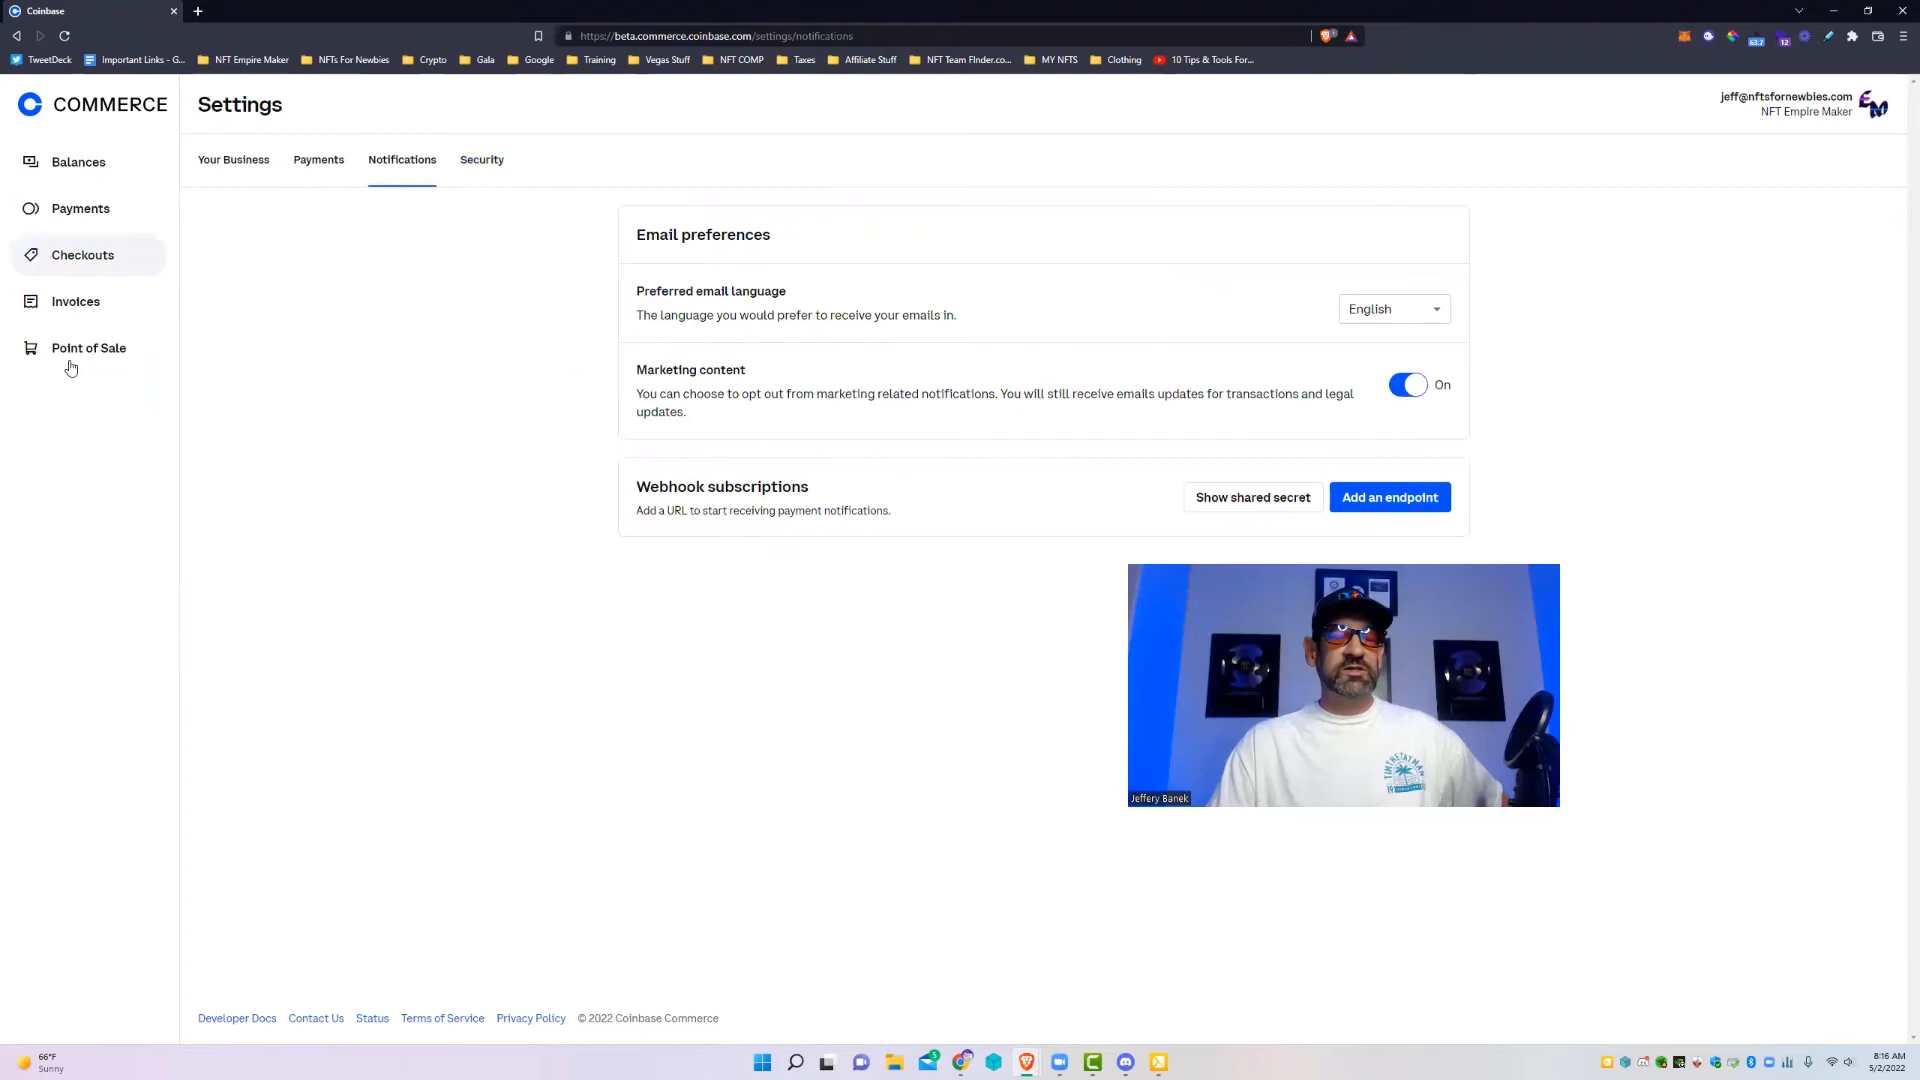 Coinbase
https://beta.commerce.coinbase.com/settings/notifications
63.7
12
TweetDeck
Important Links - G...
NFT Empire Maker
NFTs For Newbies
Crypto
Gala
Google
Training
Vegas Stuff
NFT COMP
Taxes
Affiliate Stuff
NFT Team FInder.co...
MY NFTS
Clothing
10 Tips & Tools For...
COMMERCE
Settings
jeff@nftsfornewbies.com
NFT Empire Maker
Balances
Payments
Checkouts
Invoices
Point of Sale
Your Business
Payments
Notifications
Security
Email preferences
Preferred email language
The language you would prefer to receive your emails in.
English
Marketing content
You can choose to opt out from marketing related notifications. You will still receive emails updates for transactions and legal
updates.
On
Webhook subscriptions
Add a URL to start receiving payment notifications.
Show shared secret
Add an endpoint
TIMTHETATMAN
Jeffery Banek
Developer Docs
Contact Us
Status
Terms of Service
Privacy Policy
© 2022 Coinbase Commerce
66°F
Sunny
5
8:16 AM
5/2/2022